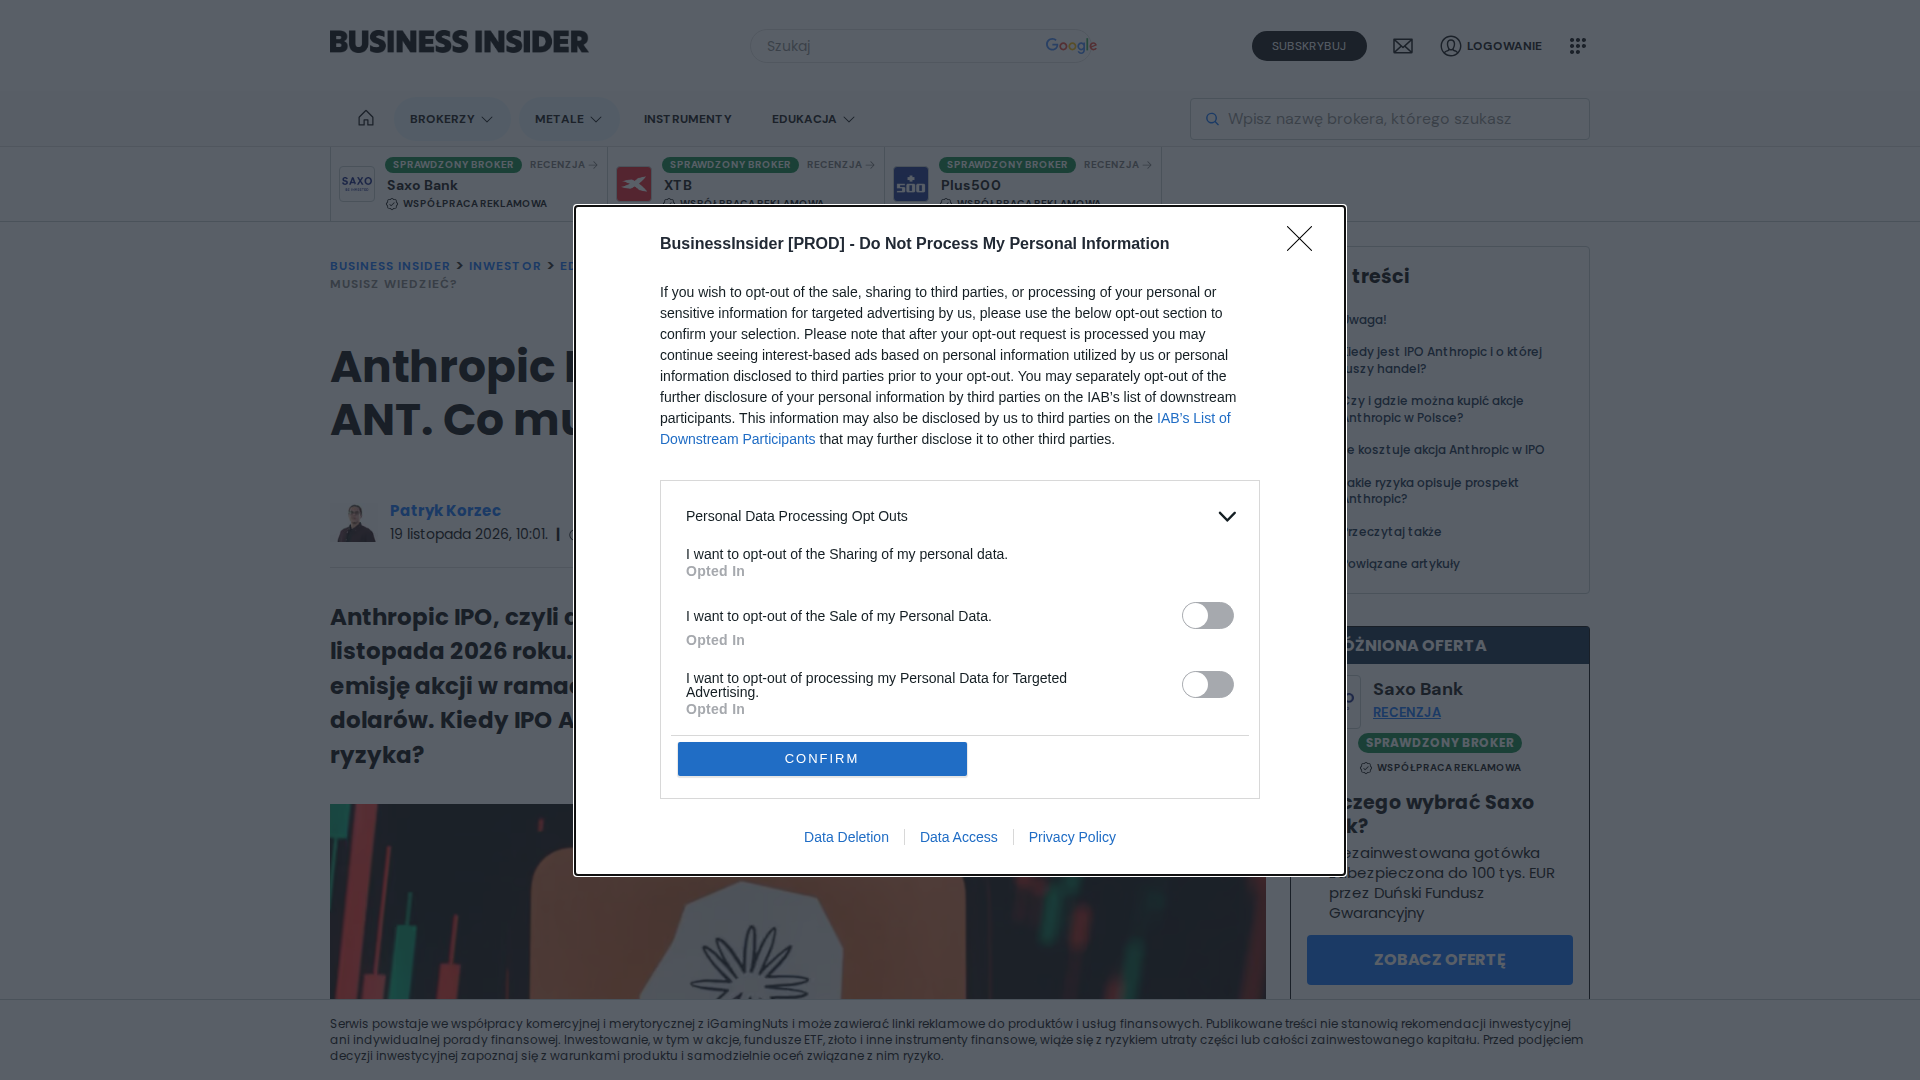 BUSINESS INSIDER
Szukaj
Google
SUBSKRYBUJ
LOGOWANIE
BROKERZY
METALE
INSTRUMENTY
EDUKACJA
Wpisz nazwę brokera, którego szukasz
SPRAWDZONY BROKER RECENZJA
SAXO
Saxo Bank
WSPÓŁPRACA REKLAMOWA
SPRAWDZONY BROKER RECENZJA
XTB
WSPÓŁPRACA REKLAMOWA
SPRAWDZONY BROKER RECENZJA
500
Plus500
WSPÓŁPRACA REKLAMOWA
BUSINESS INSIDER > INWESTOR >
MUSISZ WIEDZIEĆ?
Anthropic
ANT. Co
Patryk Korzec
19 listopada 2026, 10:01. |
Anthropic IPO, czyli
listopada 2026 roku.
emisję akcji w
dolarów. Kiedy IPO
ryzyka?
BusinessInsider [PROD] - Do Not Process My Personal Information
If you wish to opt-out of the sale, sharing to third parties, or processing of your personal or
sensitive information for targeted advertising by us, please use the below opt-out section to
confirm your selection. Please note that after your opt-out request is processed you may
continue seeing interest-based ads based on personal information utilized by us or personal
information disclosed to third parties prior to your opt-out. You may separately opt-out of the
further disclosure of your personal information by third parties on the IAB's list of downstream
participants. This information may also be disclosed by us to third parties on the IAB's List of
Downstream Participants that may further disclose it to other third parties.
Personal Data Processing Opt Outs
I want to opt-out of the Sharing of my personal data.
Opted In
I want to opt-out of the Sale of my Personal Data.
Opted In
I want to opt-out of processing my Personal Data for Targeted
Advertising.
Opted In
CONFIRM
Data Deletion
Data Access
Privacy Policy
treści
jest IPO Anthropic i o której
handel?
i gdzie można kupić akcje
w Polsce?
kosztuje akcja Anthropic w IPO
ryzyka opisuje prospekt
także
artykuły
OFERTA
Saxo Bank
RECENZJA
SPRAWDZONY BROKER
WSPÓŁPRACA REKLAMOWA
wybrać Saxo
gotówka
do 100 tys. EUR
przez Duński Fundusz
Gwarancyjny
ZOBACZ OFERTĘ
Serwis powstaje we współpracy komercyjnej i merytorycznej z iGamingNuts i może zawierać linki reklamowe do produktów i usług finansowych. Publikowane treści nie stanowią rekomendacji inwestycyjnej
ani indywidualnej porady finansowej. Inwestowanie, w tym w akcje, fundusze ETF, złoto i inne instrumenty finansowe, wiąże się z ryzykiem utraty części lub całości zainwestowanego kapitału. Przed podjęciem
decyzji inwestycyjnej zapoznaj się z warunkami produktu i samodzielnie oceń związane z nim ryzyko.